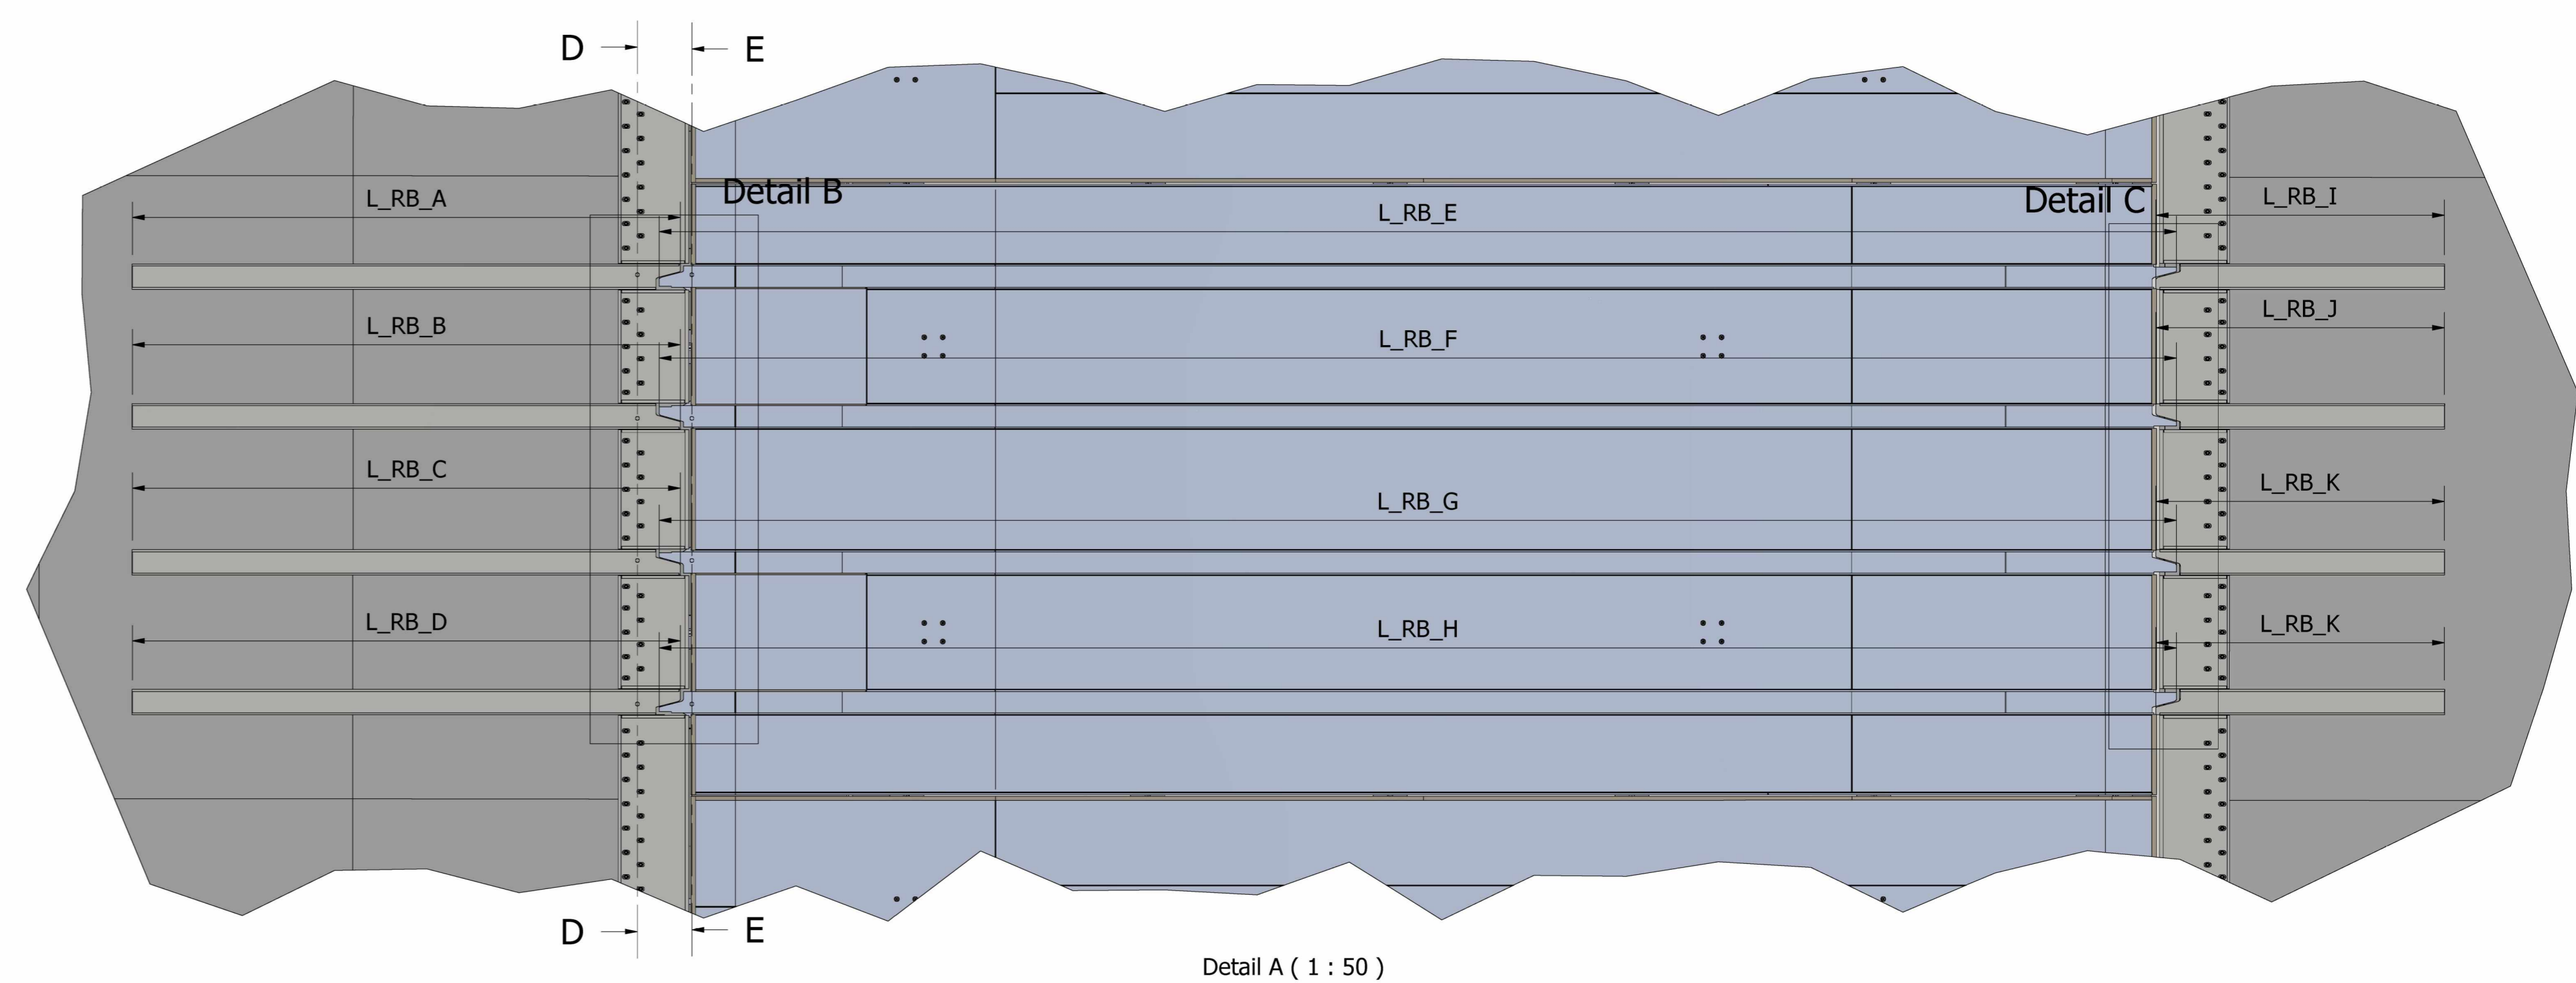 D
E
Detail B
Detail C
L_RB_A
L_RB_E
L_RB_I
L_RB_B
L_RB_F
L_RB_J
L_RB_C
L_RB_G
L_RB_K
L_RB_D
L_RB_H
L_RB_K
D
E
Detail A ( 1 : 50 )